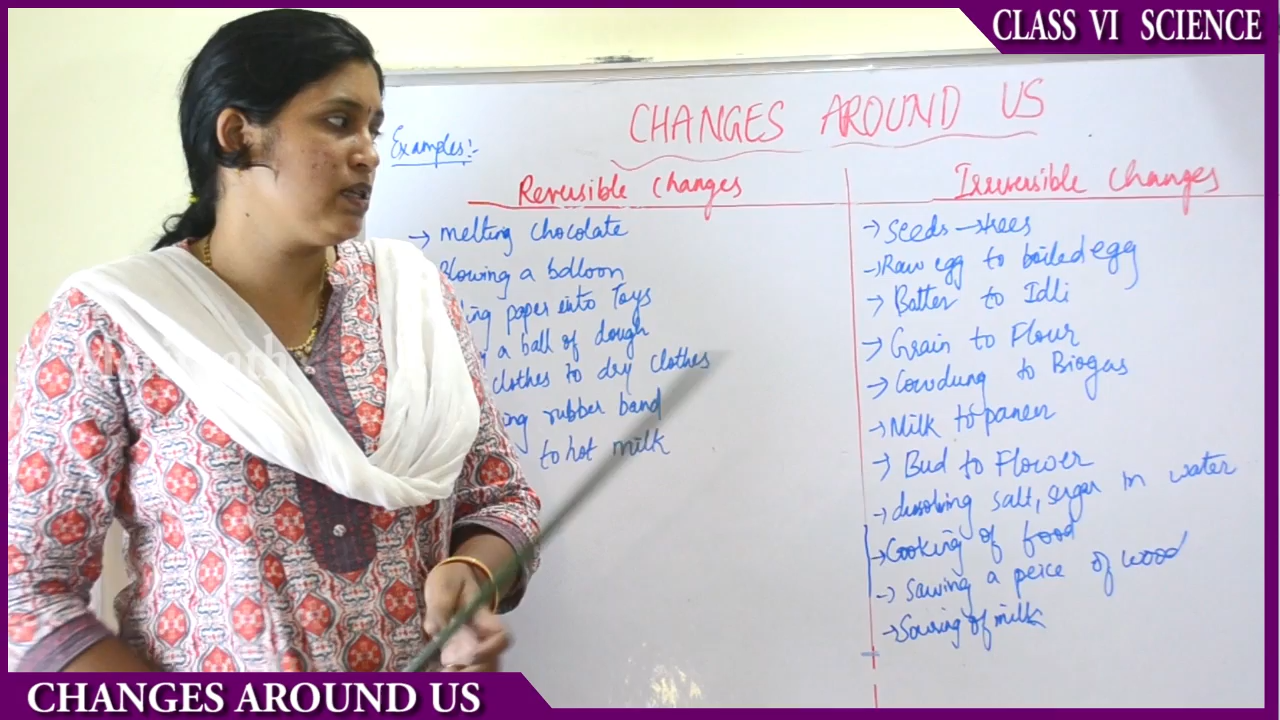 CLASS VI SCIENCE
CHANGES AROUND US
Examples:-
Reversible Changes
→ melting chocolate
Blowing a balloon
paper into Toys
a ball of dough
clothes to dry clothes
rubber band
to hot milk
Irreversible Changes
→ Seeds → trees
→ Raw egg to boiled egg
→ Batter to Idli
→ Grain to Flour
→ Cowdung to Biogas
→ Milk to paneer
→ Bud to Flower
→ dissolving salt, sugar in water
→ Cooking of food
→ Sawing a peice of wood
→ Souring of milk
CHANGES AROUND US